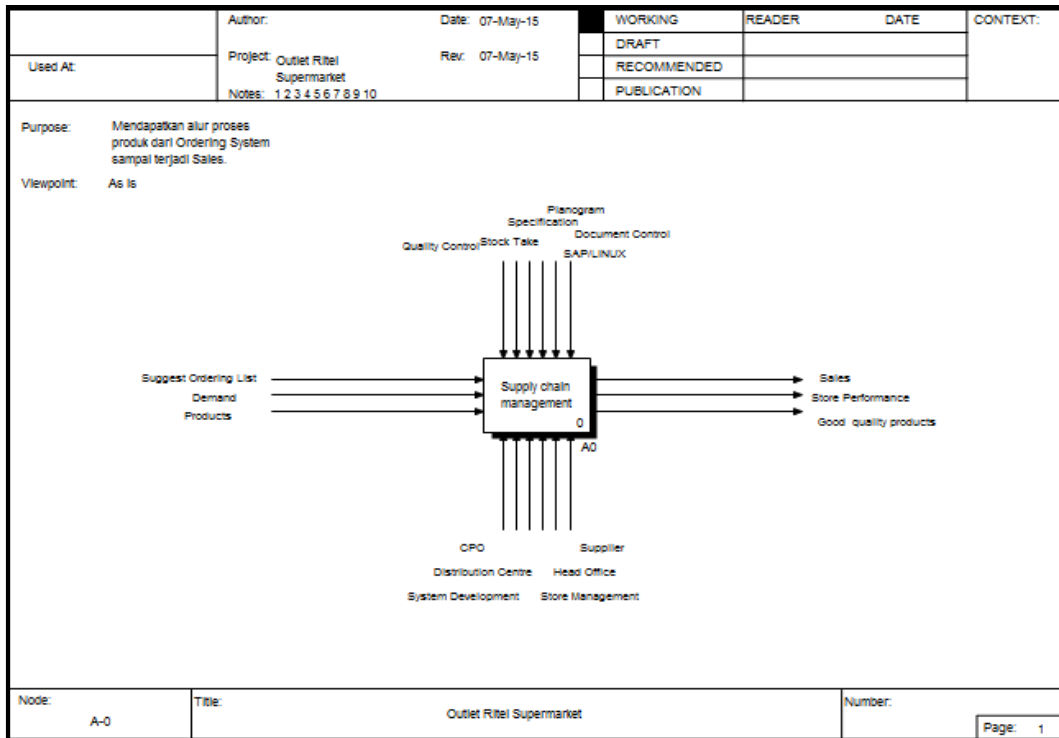 Used At:
Author:
Date: 07-May-15
Project: Outlet Ritel
Supermarket
Rev: 07-May-15
Notes: 1 2 3 4 5 6 7 8 9 10
WORKING
DRAFT
RECOMMENDED
PUBLICATION
READER
DATE
CONTEXT:
Purpose: Mendapatkan alur proses
produk dari Ordering System
sampai terjadi Sales.
Viewpoint: As Is
Planogram
Specification
Document Control
Quality Control
Stock Take
SAP/LINUX
Suggest Ordering List
Demand
Products
Supply chain
management
0
A0
Sales
Store Performance
Good quality products
CPO
Supplier
Distribution Centre
Head Office
System Development
Store Management
Node:
A-0
Title:
Outlet Ritel Supermarket
Number:
Page: 1